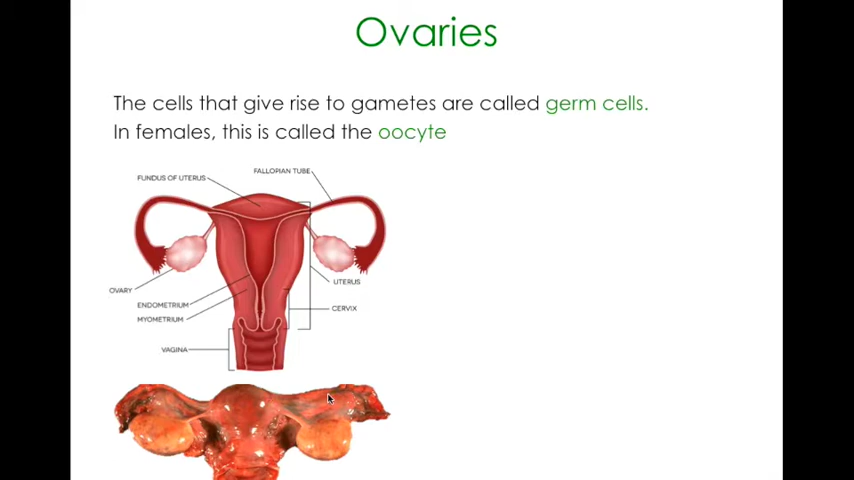 Ovaries
The cells that give rise to gametes are called germ cells.
In females, this is called the oocyte
FALLOPIAN TUBE
FUNDUS OF UTERUS
UTERUS
OVARY
ENDOMETRIUM
CERVIX
MYOMETRIUM
VAGINA